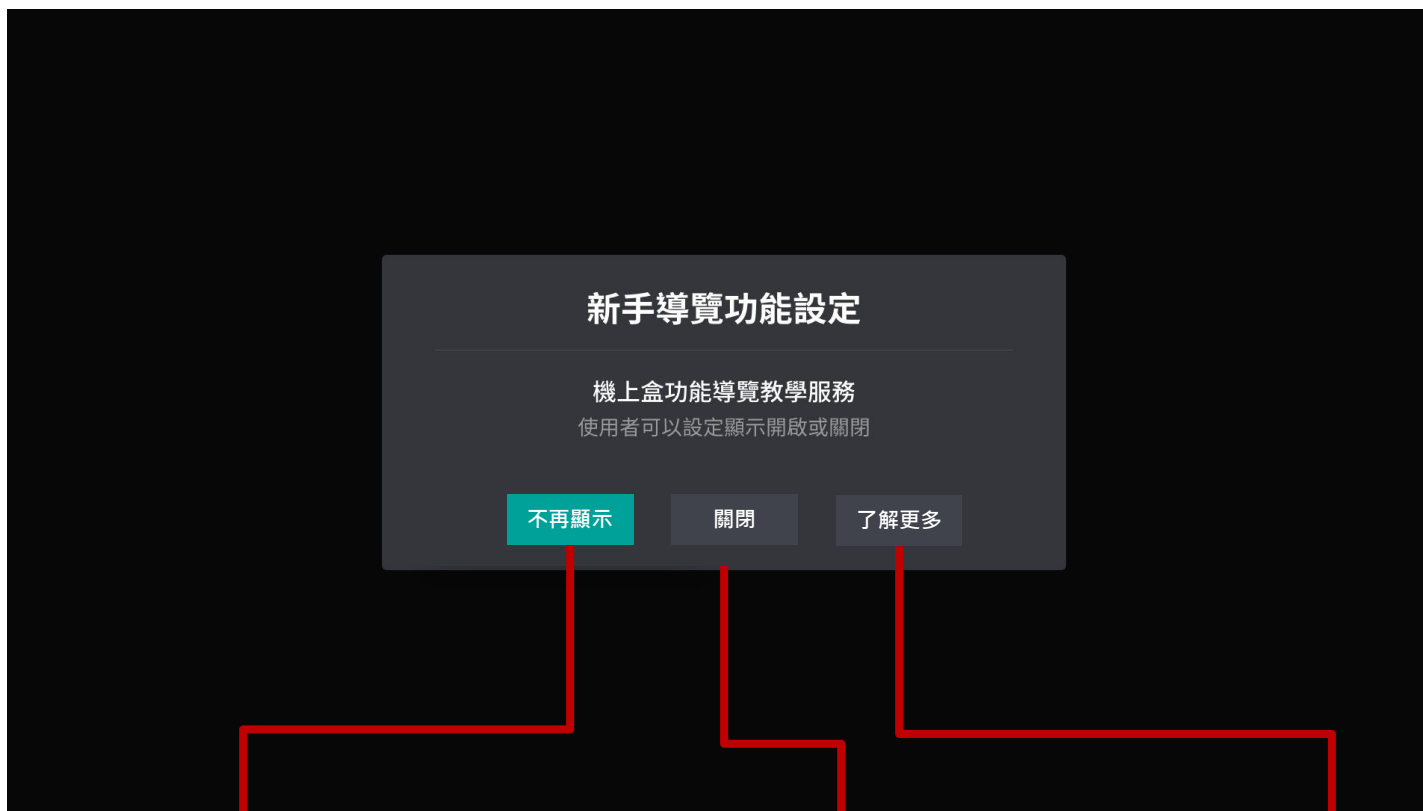 新手導覽功能設定
機上盒功能導覽教學服務
使用者可以設定顯示開啟或關閉
不再顯示
關閉
了解更多